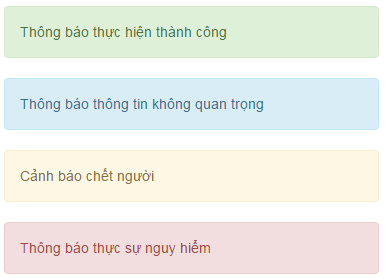 Thông báo thực hiện thành công
Thông báo thông tin không quan trọng
Cảnh báo chết người
Thông báo thực sự nguy hiểm